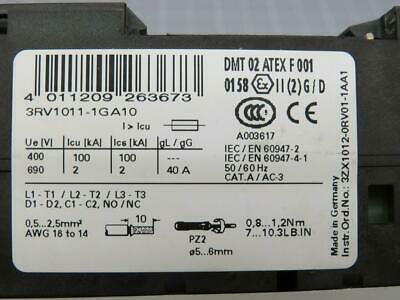 DMT 02 ATEX F 001
0158 Ex II (2) G / D
4 011209 263673
3RV1011-1GA10
I > Icu
CCC
A003617
Ue [V] Icu [kA] Ics [kA] gL / gG
400 100 100 ---
690 2 2 40 A
IEC / EN 60947-2
IEC / EN 60947-4-1
50 / 60 Hz
CAT. A / AC-3
L1 - T1 / L2 - T2 / L3 - T3
D1 - D2, C1 - C2, NO / NC
0,5...2,5mm²
AWG 18 to 14
10
PZ2
ø5...6mm
0,8...1,2Nm
7...10.3LB.IN
Made in Germany
Instr.Ord.No.: 3ZX1012-0RV01-1AA1